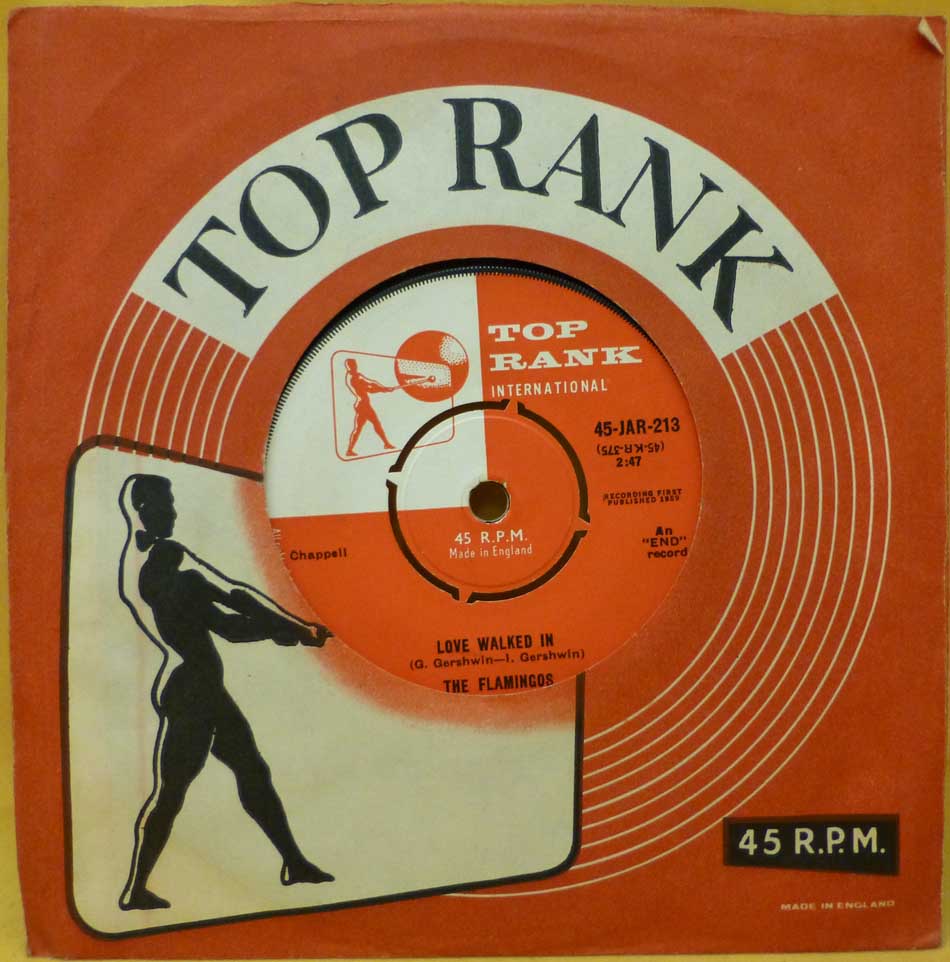 TOP RANK
TOP
RANK
INTERNATIONAL
45-JAR-213
(45-KR-375)
2:47
RECORDING FIRST
PUBLISHED 1959
An
"END"
record
Chappell
45 R.P.M.
Made in England
LOVE WALKED IN
(G. Gershwin—I. Gershwin)
THE FLAMINGOS
45 R.P.M.
MADE IN ENGLAND